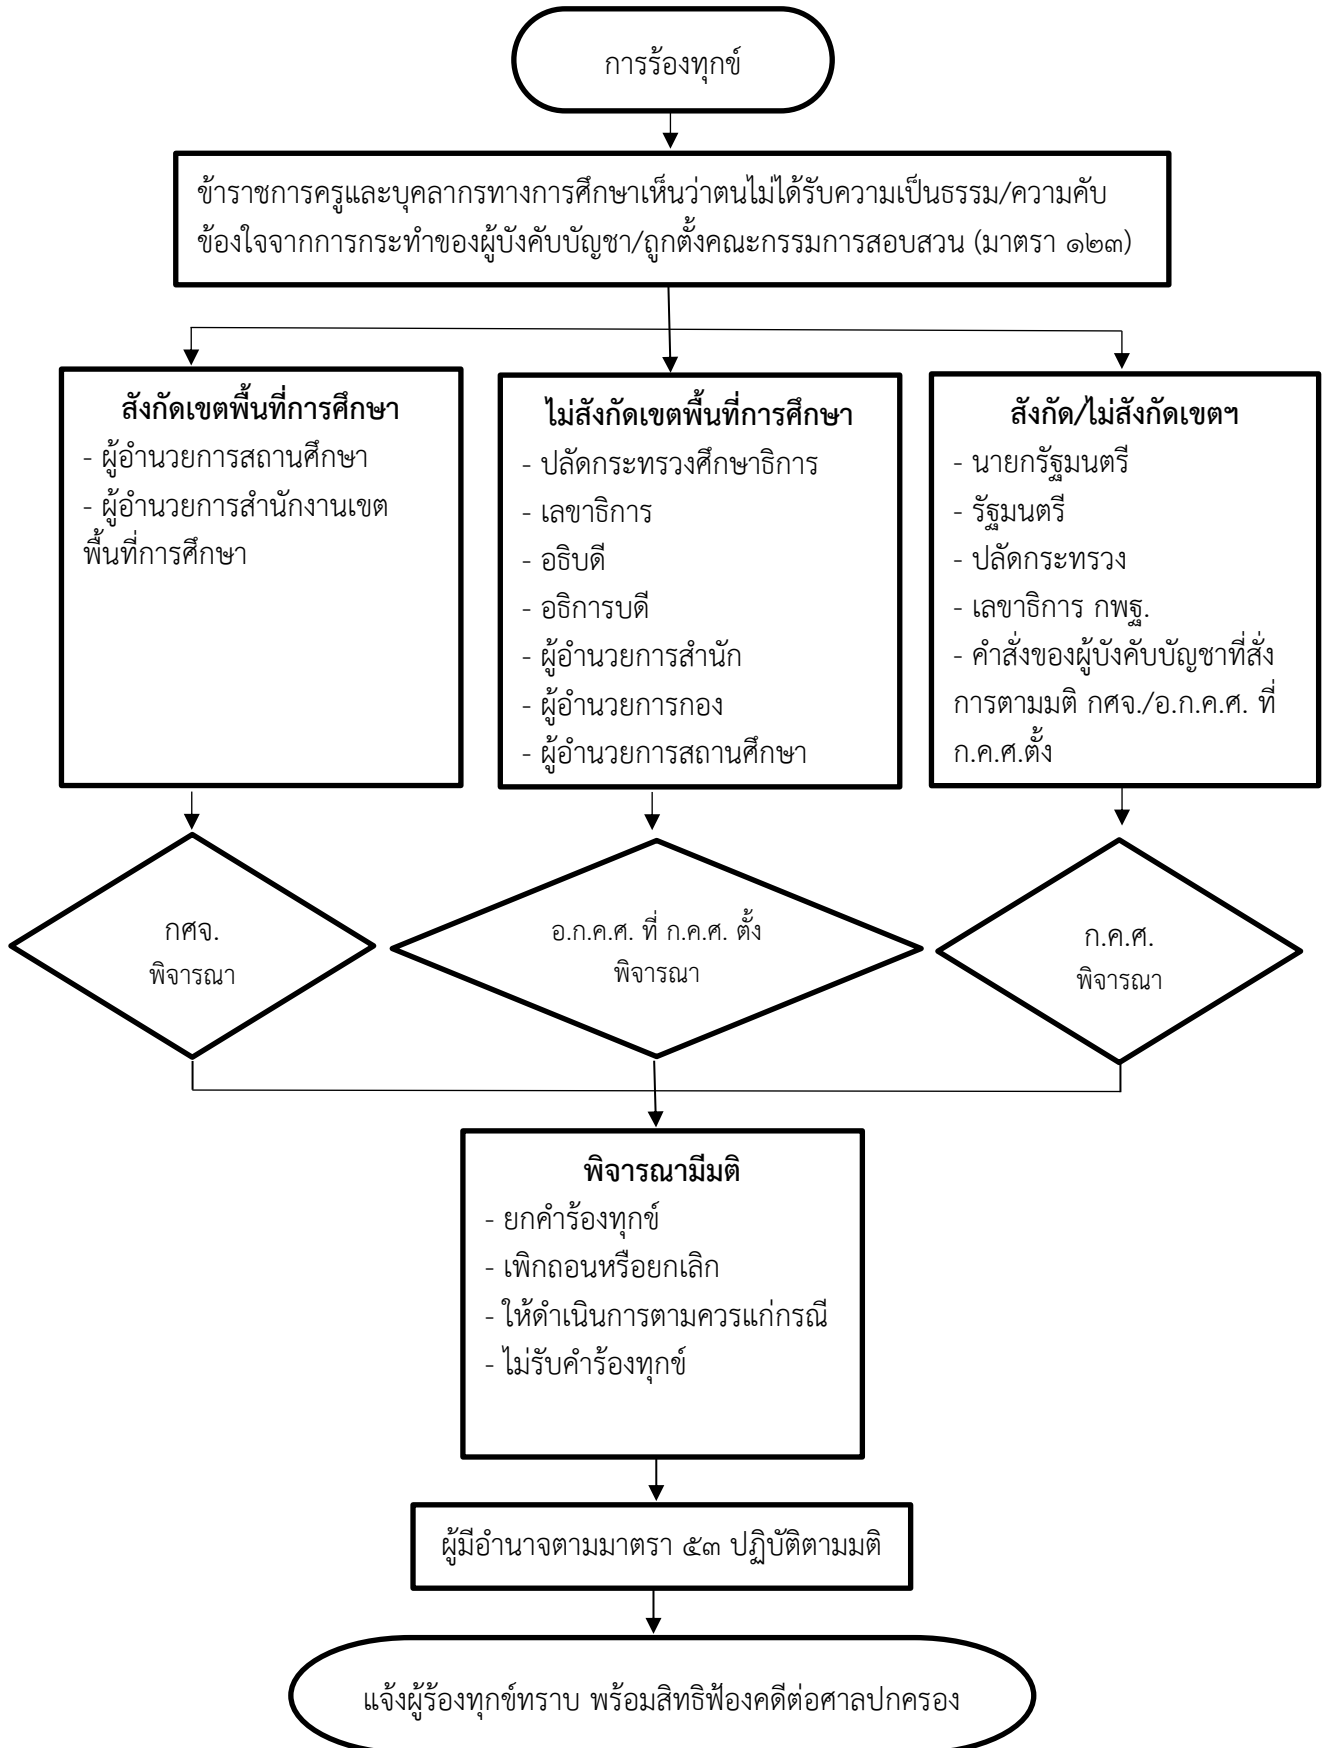 การร้องทุกข์
ข้าราชการครูและบุคลากรทางการศึกษาเห็นว่าตนไม่ได้รับความเป็นธรรม/ความคับ
ข้องใจจากการกระทำของผู้บังคับบัญชา/ถูกตั้งคณะกรรมการสอบสวน (มาตรา ๑๒๓)
สังกัดเขตพื้นที่การศึกษา
- ผู้อำนวยการสถานศึกษา
- ผู้อำนวยการสำนักงานเขต
พื้นที่การศึกษา
ไม่สังกัดเขตพื้นที่การศึกษา
- ปลัดกระทรวงศึกษาธิการ
- เลขาธิการ
- อธิบดี
- อธิการบดี
- ผู้อำนวยการสำนัก
- ผู้อำนวยการกอง
- ผู้อำนวยการสถานศึกษา
สังกัด/ไม่สังกัดเขตฯ
- นายกรัฐมนตรี
- รัฐมนตรี
- ปลัดกระทรวง
- เลขาธิการ กพฐ.
- คำสั่งของผู้บังคับบัญชาที่สั่ง
การตามมติ กศจ./อ.ก.ค.ศ. ที่
ก.ค.ศ.ตั้ง
กศจ.
พิจารณา
อ.ก.ค.ศ. ที่ ก.ค.ศ. ตั้ง
พิจารณา
ก.ค.ศ.
พิจารณา
พิจารณามีมติ
- ยกคำร้องทุกข์
- เพิกถอนหรือยกเลิก
- ให้ดำเนินการตามควรแก่กรณี
- ไม่รับคำร้องทุกข์
ผู้มีอำนาจตามมาตรา ๕๓ ปฏิบัติตามมติ
แจ้งผู้ร้องทุกข์ทราบ พร้อมสิทธิฟ้องคดีต่อศาลปกครอง